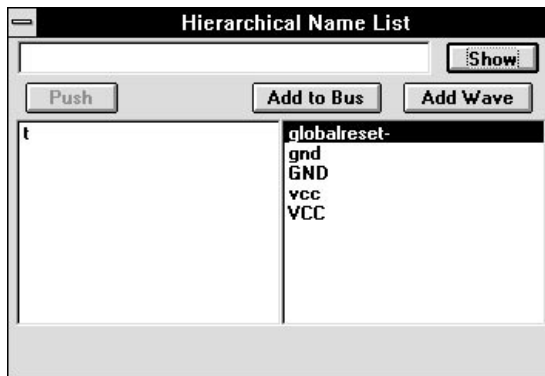 Hierarchical Name List
Show
Push
Add to Bus
Add Wave
t
globalreset-
gnd
GND
vcc
VCC